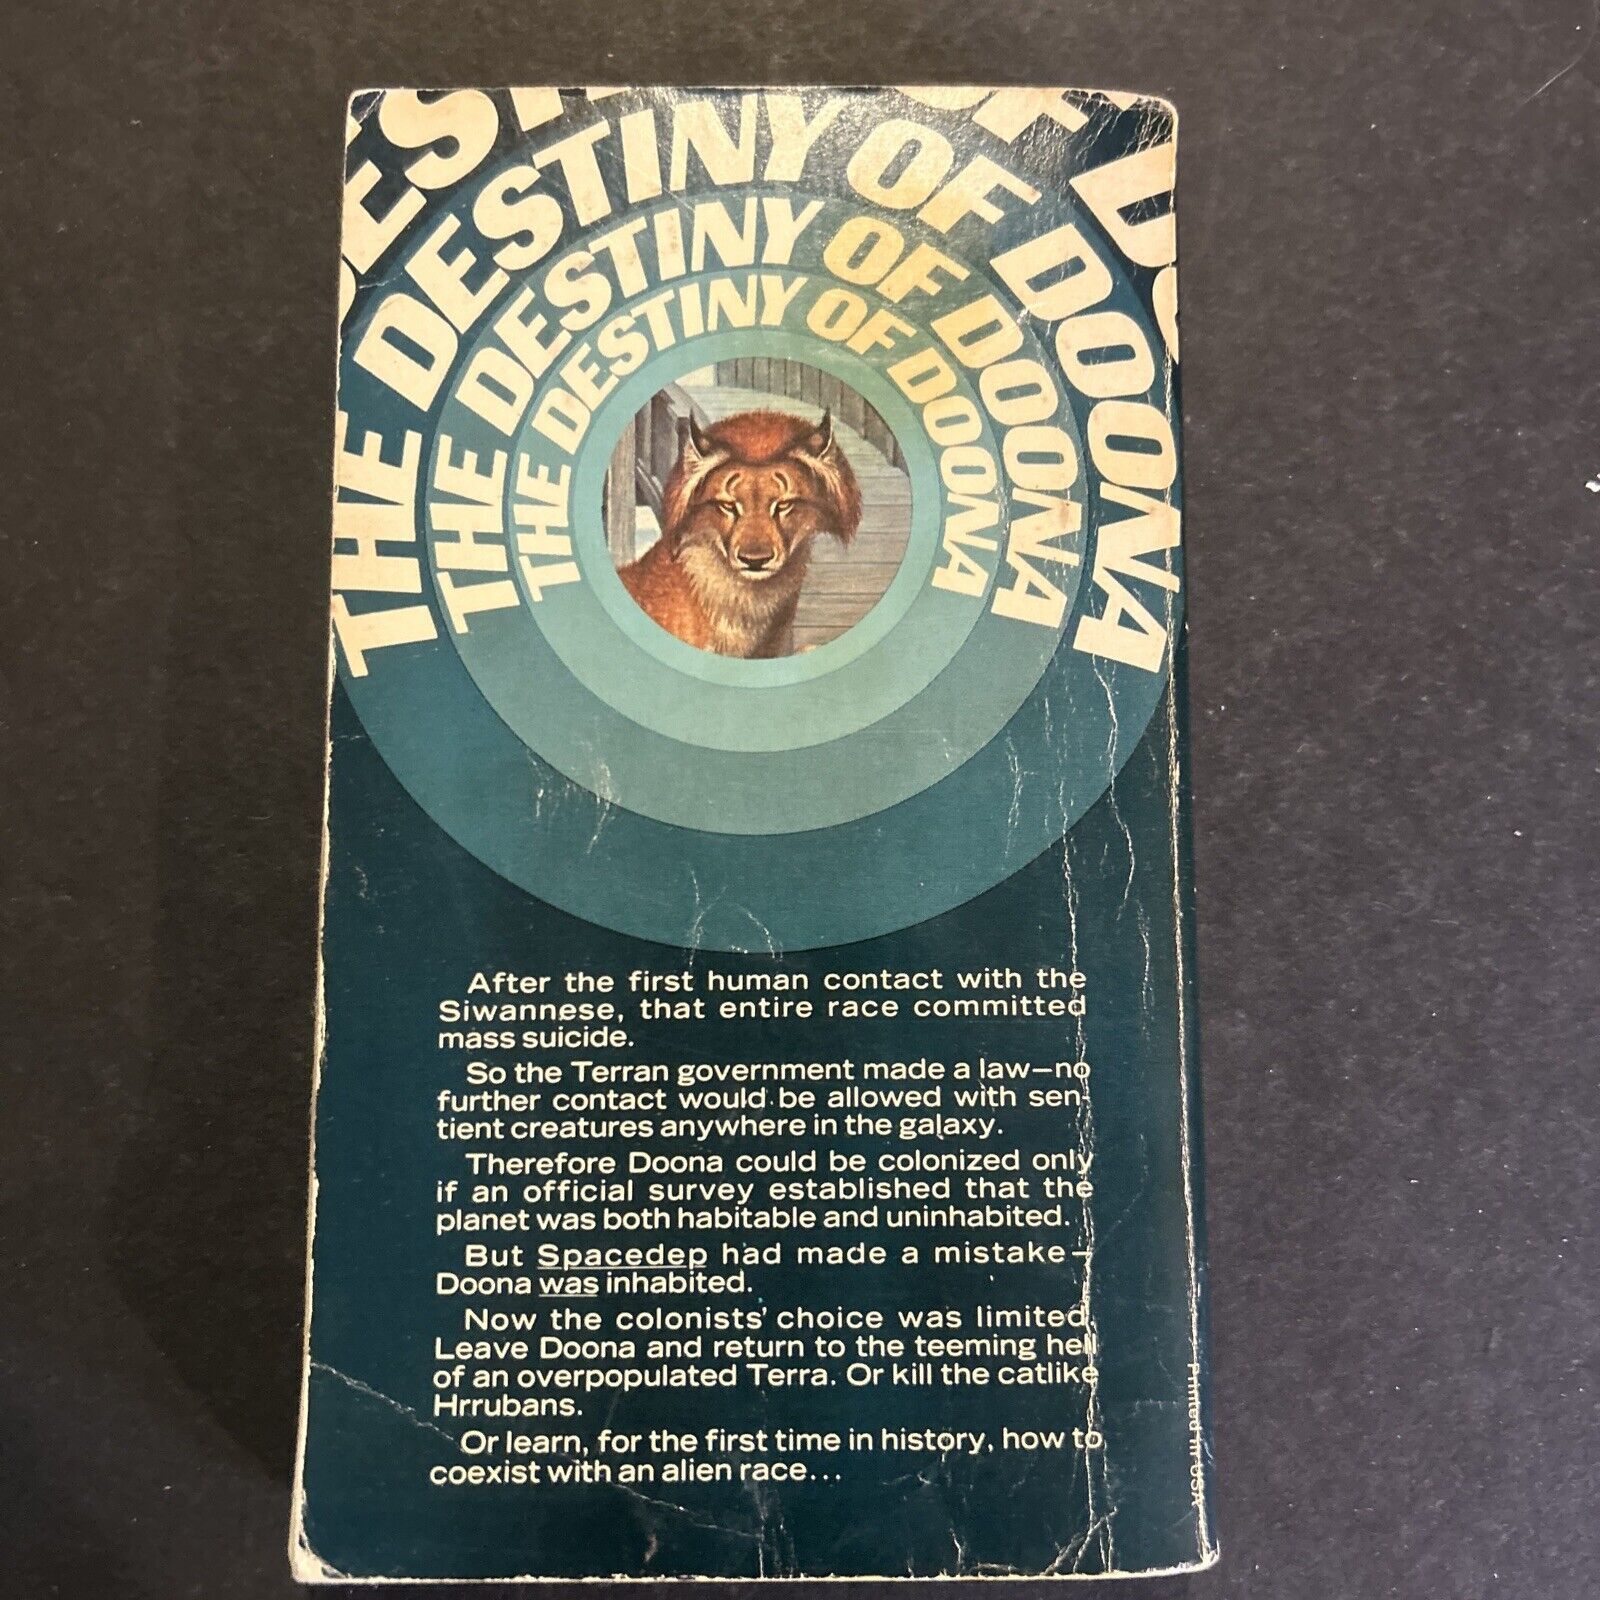 THE DESTINY OF DOONA
THE DESTINY OF DOONA
THE DESTINY OF DOONA
After the first human contact with the
Siwannese, that entire race committed
mass suicide.
So the Terran government made a law—no
further contact would be allowed with sen-
tient creatures anywhere in the galaxy.
Therefore Doona could be colonized only
if an official survey established that the
planet was both habitable and uninhabited.
But Spacedep had made a mistake—
Doona was inhabited.
Now the colonists' choice was limited.
Leave Doona and return to the teeming hell
of an overpopulated Terra. Or kill the catlike
Hrrubans.
Or learn, for the first time in history, how to
coexist with an alien race...
Printed in USA